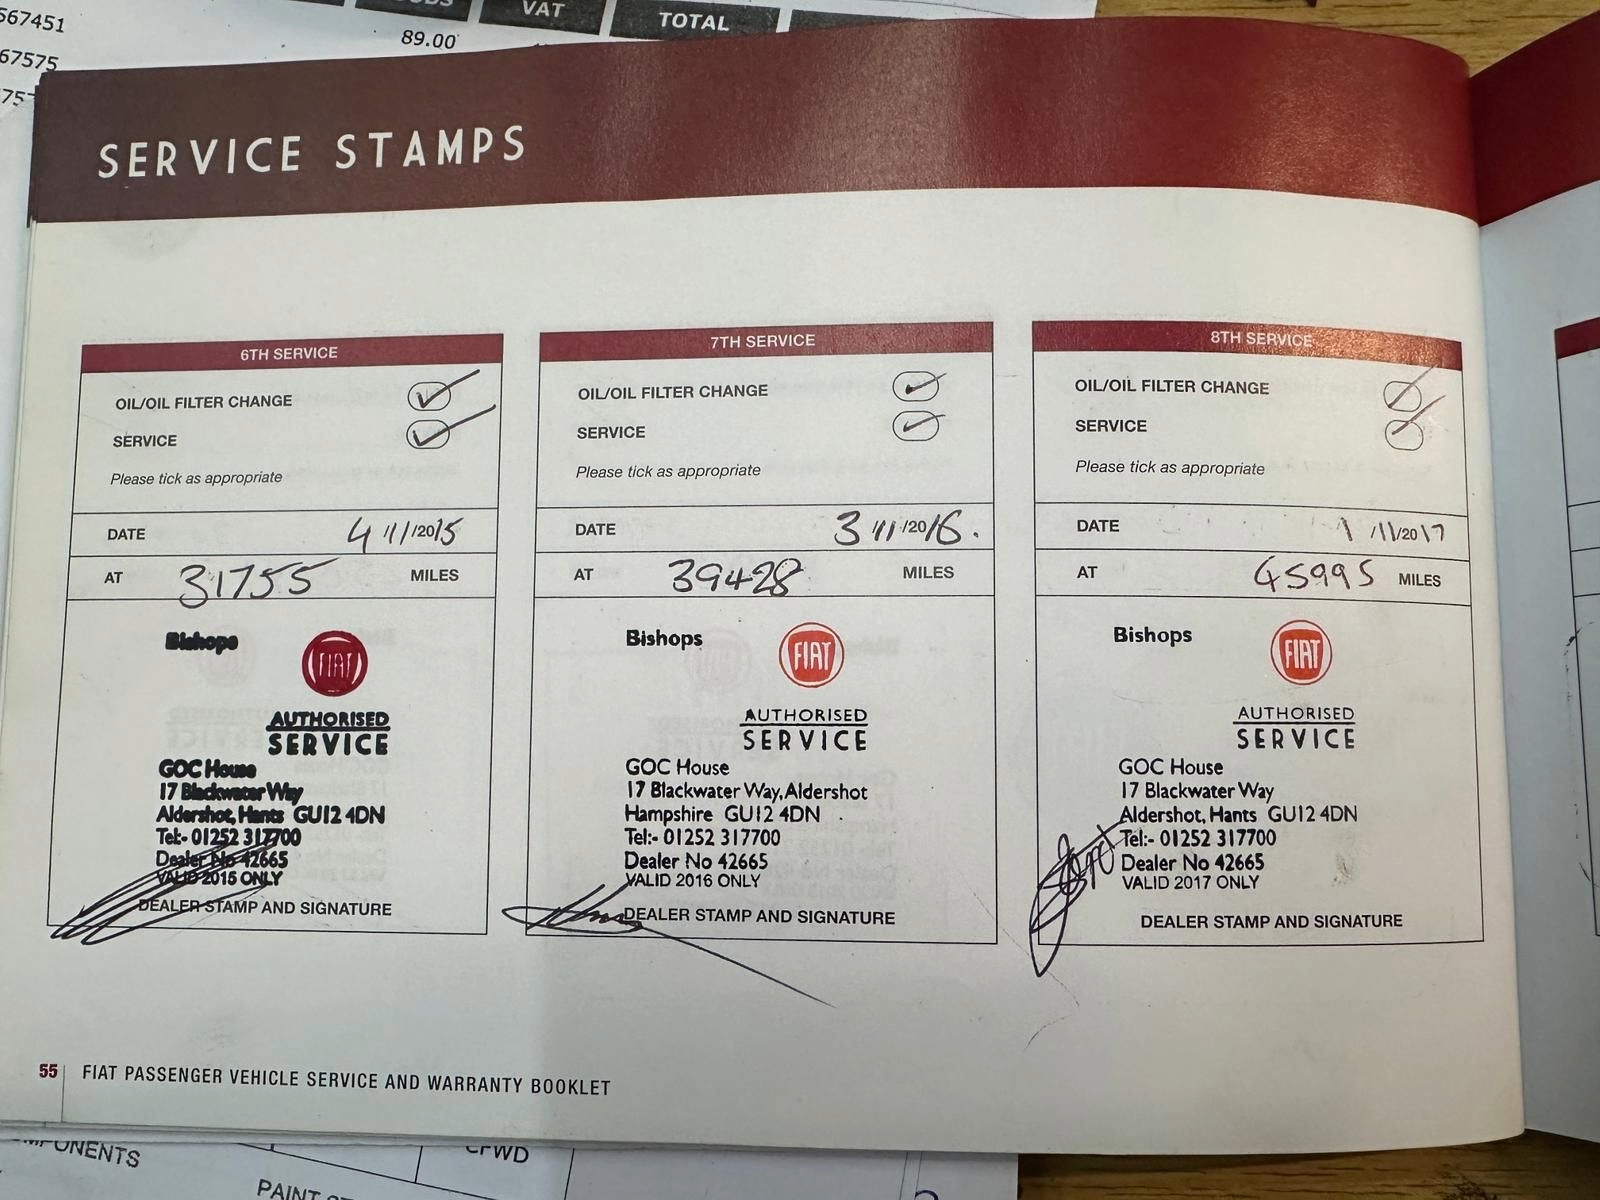 567451
67575
VAT
TOTAL
89.00
SERVICE STAMPS
6TH SERVICE
OIL/OIL FILTER CHANGE
SERVICE
Please tick as appropriate
DATE 4/11/2015
AT 31755 MILES
Bishops
FIAT
AUTHORISED
SERVICE
GOC House
17 Blackwater Way
Aldershot, Hants GU12 4DN
Tel:- 01252 317700
Dealer No 42665
VALID 2015 ONLY
DEALER STAMP AND SIGNATURE
7TH SERVICE
OIL/OIL FILTER CHANGE
SERVICE
Please tick as appropriate
DATE 3/11/2016.
AT 39428 MILES
Bishops
FIAT
AUTHORISED
SERVICE
GOC House
17 Blackwater Way, Aldershot
Hampshire GU12 4DN
Tel:- 01252 317700
Dealer No 42665
VALID 2016 ONLY
DEALER STAMP AND SIGNATURE
8TH SERVICE
OIL/OIL FILTER CHANGE
SERVICE
Please tick as appropriate
DATE 1/11/2017
AT 45995 MILES
Bishops
FIAT
AUTHORISED
SERVICE
GOC House
17 Blackwater Way
Aldershot, Hants GU12 4DN
Tel:- 01252 317700
Dealer No 42665
VALID 2017 ONLY
DEALER STAMP AND SIGNATURE
55 FIAT PASSENGER VEHICLE SERVICE AND WARRANTY BOOKLET
MPONENTS
CFWD
PAINT